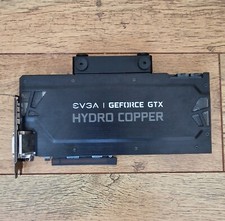 EVGA | GEFORCE GTX
HYDRO COPPER